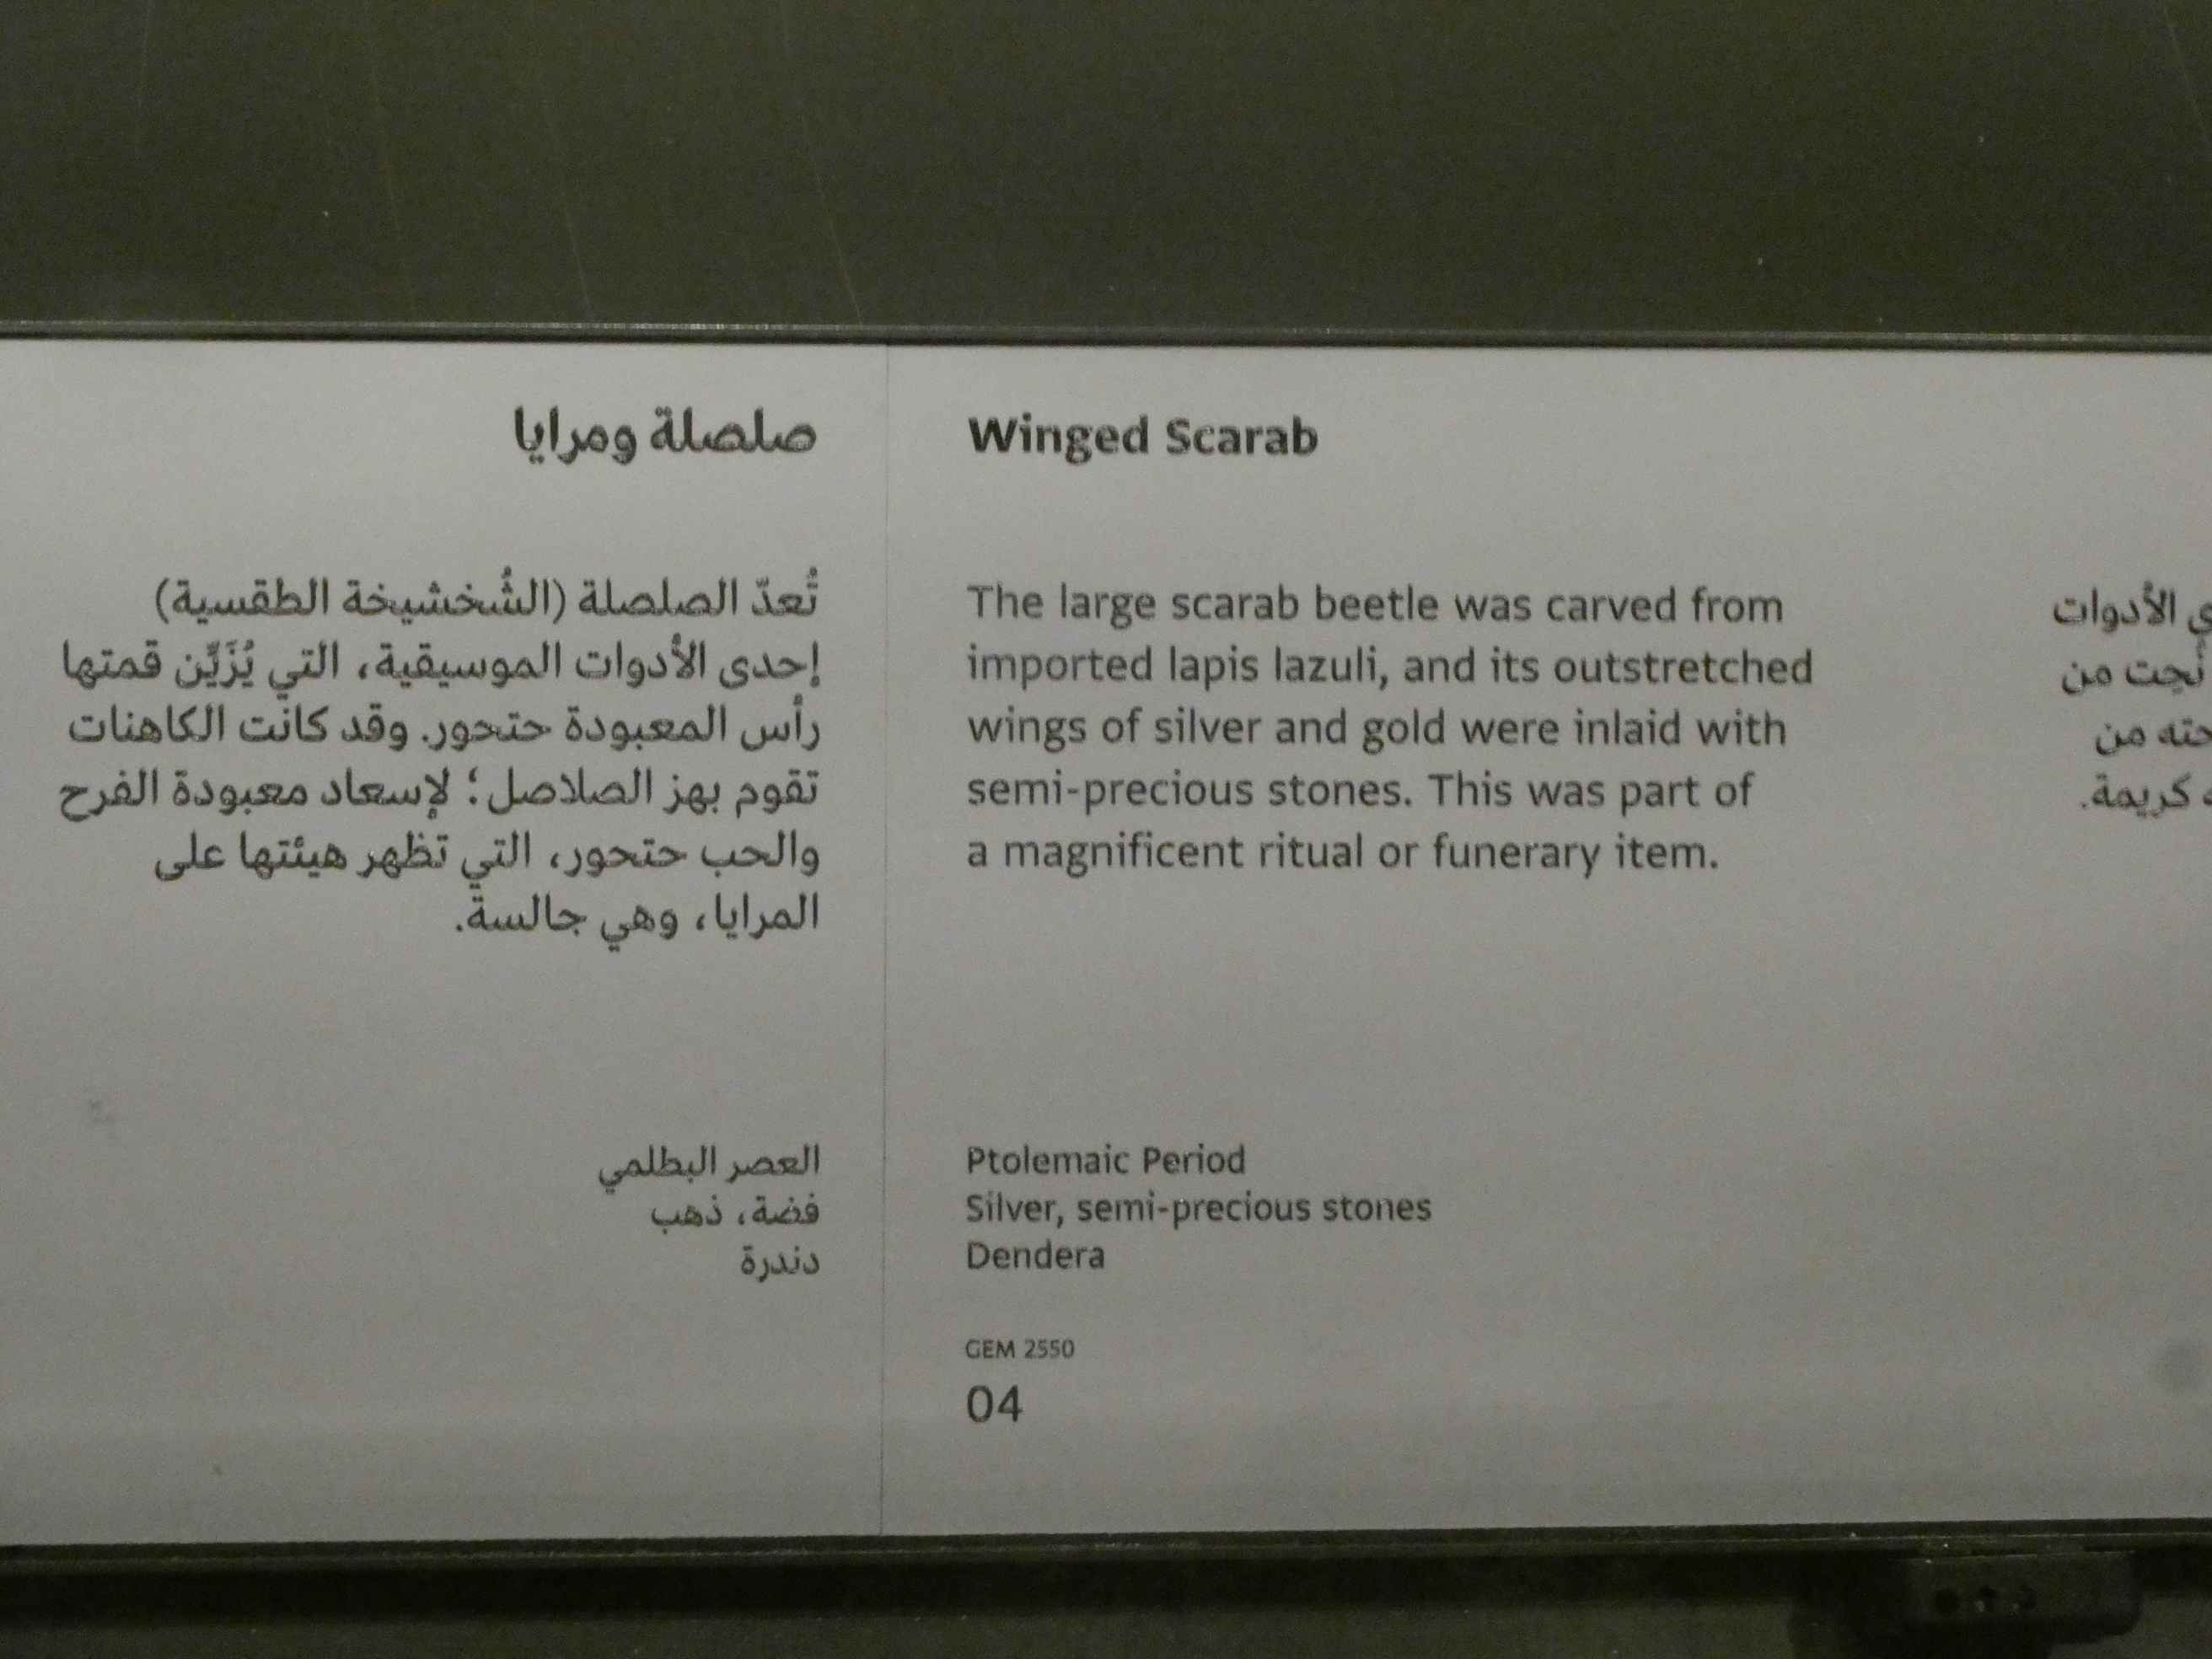 صلصلة ومرايا
تُعدّ الصلصلة (الشُخشيخة الطقسية)
إحدى الأدوات الموسيقية، التي يُزَيِّن قمتها
رأس المعبودة حتحور. وقد كانت الكاهنات
تقوم بهز الصلاصل؛ لإسعاد معبودة الفرح
والحب حتحور، التي تظهر هيئتها على
المرايا، وهي جالسة.
العصر البطلمي
فضة، ذهب
دندرة
Winged Scarab
The large scarab beetle was carved from
imported lapis lazuli, and its outstretched
wings of silver and gold were inlaid with
semi-precious stones. This was part of
a magnificent ritual or funerary item.
Ptolemaic Period
Silver, semi-precious stones
Dendera
GEM 2550
04
الأدوات
من
من
كريمة.